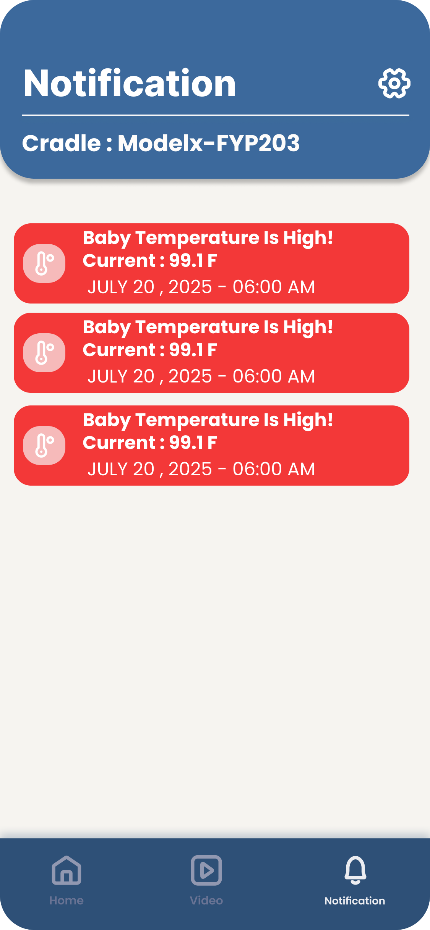 Notification
Cradle : Modelx-FYP203
Baby Temperature Is High!
Current : 99.1 F
JULY 20 , 2025 - 06:00 AM
Baby Temperature Is High!
Current : 99.1 F
JULY 20 , 2025 - 06:00 AM
Baby Temperature Is High!
Current : 99.1 F
JULY 20 , 2025 - 06:00 AM
Home Video Notification